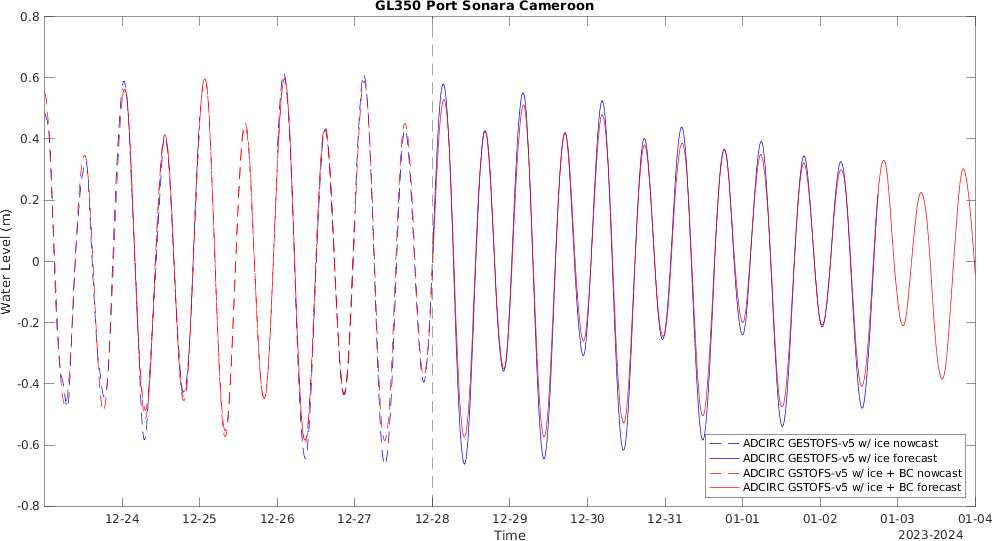 GL350 Port Sonara Cameroon
0.8
0.6
0.4
0.2
0
-0.2
-0.4
-0.6
-0.8
Water Level (m)
12-24 12-25 12-26 12-27 12-28 12-29 12-30 12-31 01-01 01-02 01-03 01-04
Time
2023-2024
ADCIRC GESTOFS-v5 w/ ice nowcast
ADCIRC GESTOFS-v5 w/ ice forecast
ADCIRC GSTOFS-v5 w/ ice + BC nowcast
ADCIRC GSTOFS-v5 w/ ice + BC forecast